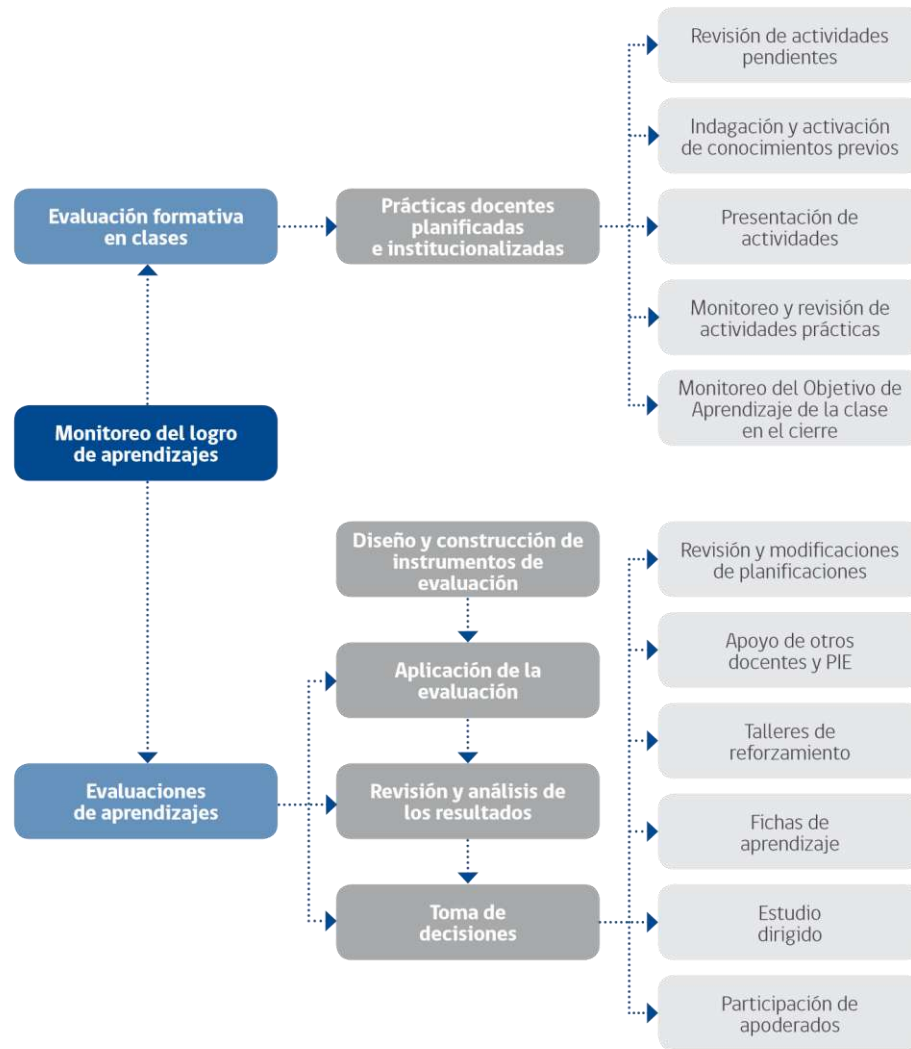 Revisión de actividades
pendientes
Indagación y activación
de conocimientos previos
Evaluación formativa
en clases
Prácticas docentes
planificadas
e institucionalizadas
Presentación de
actividades
Monitoreo y revisión de
actividades prácticas
Monitoreo del Objetivo de
Aprendizaje de la clase
en el cierre
Monitoreo del logro
de aprendizajes
Diseño y construcción de
instrumentos de
evaluación
Revisión y modificaciones
de planificaciones
Aplicación de la
evaluación
Apoyo de otros
docentes y PIE
Talleres de
reforzamiento
Evaluaciones
de aprendizajes
Revisión y análisis de
los resultados
Fichas de
aprendizaje
Toma de
decisiones
Estudio
dirigido
Participación de
apoderados